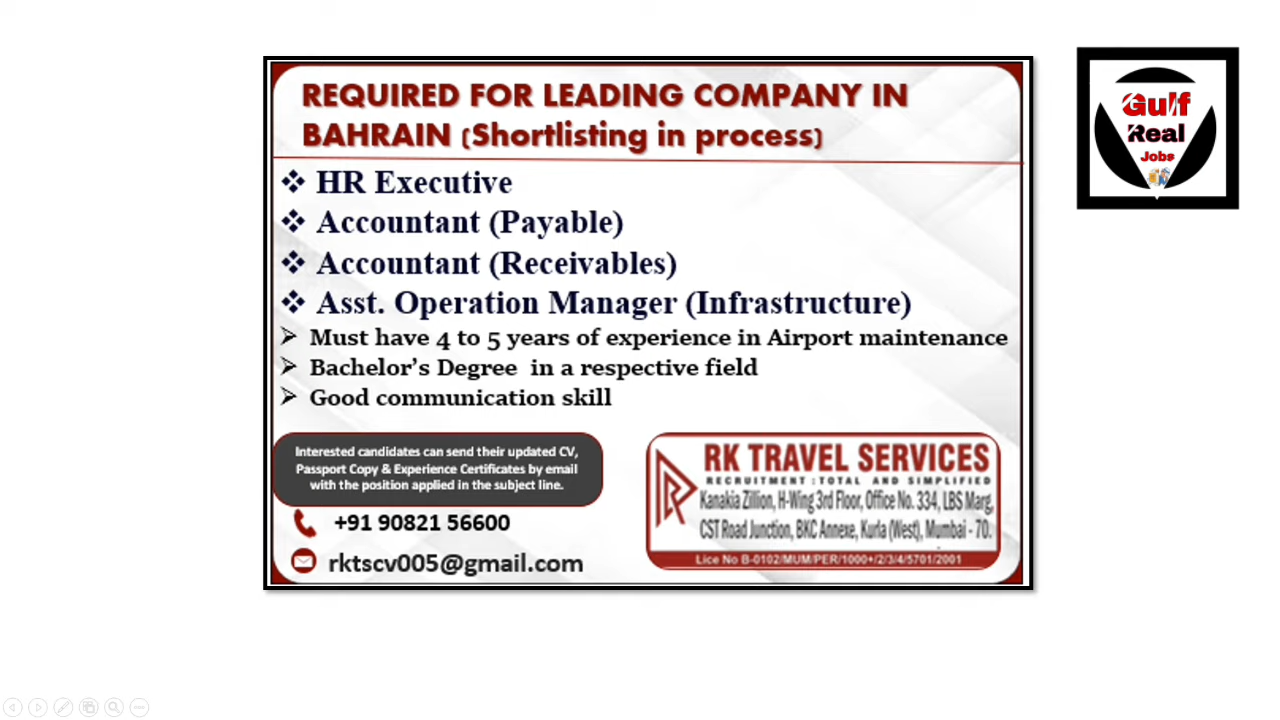 REQUIRED FOR LEADING COMPANY IN
BAHRAIN (Shortlisting in process)
HR Executive
Accountant (Payable)
Accountant (Receivables)
Asst. Operation Manager (Infrastructure)
Must have 4 to 5 years of experience in Airport maintenance
Bachelor's Degree in a respective field
Good communication skill
Interested candidates can send their updated CV,
Passport Copy & Experience Certificates by email
with the position applied in the subject line.
+91 90821 56600
rktscv005@gmail.com
RK TRAVEL SERVICES
RECRUITMENT : TOTAL AND SIMPLIFIED
Kanakia Zillion, H-Wing 3rd Floor, Office No. 334, LBS Marg,
CST Road Junction, BKC Annexe, Kurla (West), Mumbai - 70.
Lice No B-0102/MUM/PER/1000+/2/3/4/5701/2001
Gulf
Real
Jobs